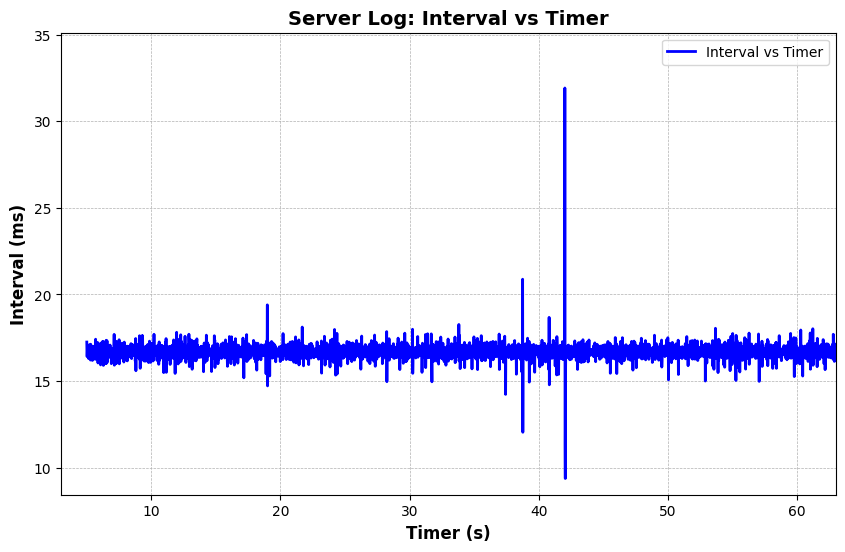 Server Log: Interval vs Timer
Interval vs Timer
35
30
25
20
15
10
Interval (ms)
10 20 30 40 50 60
Timer (s)